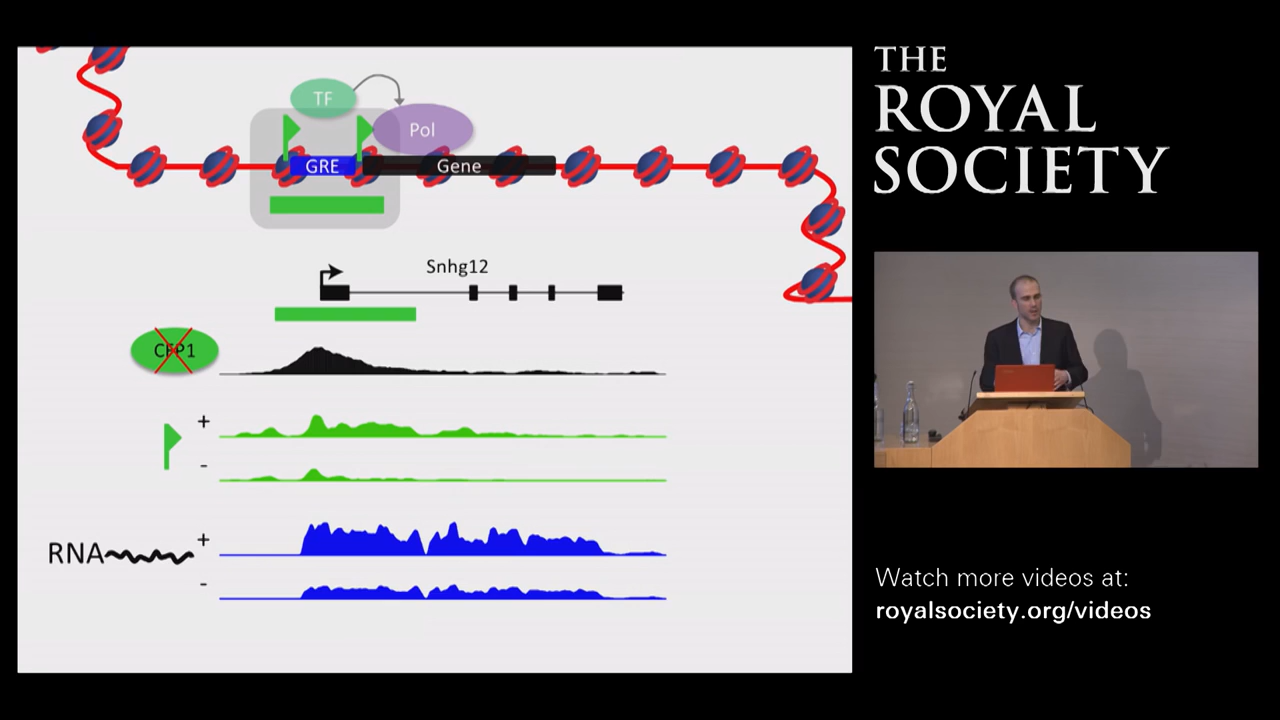 TF
Pol
GRE
Gene
Snhg12
CFP1
+
-
RNA
+
-
THE
ROYAL
SOCIETY
Watch more videos at:
royalsociety.org/videos